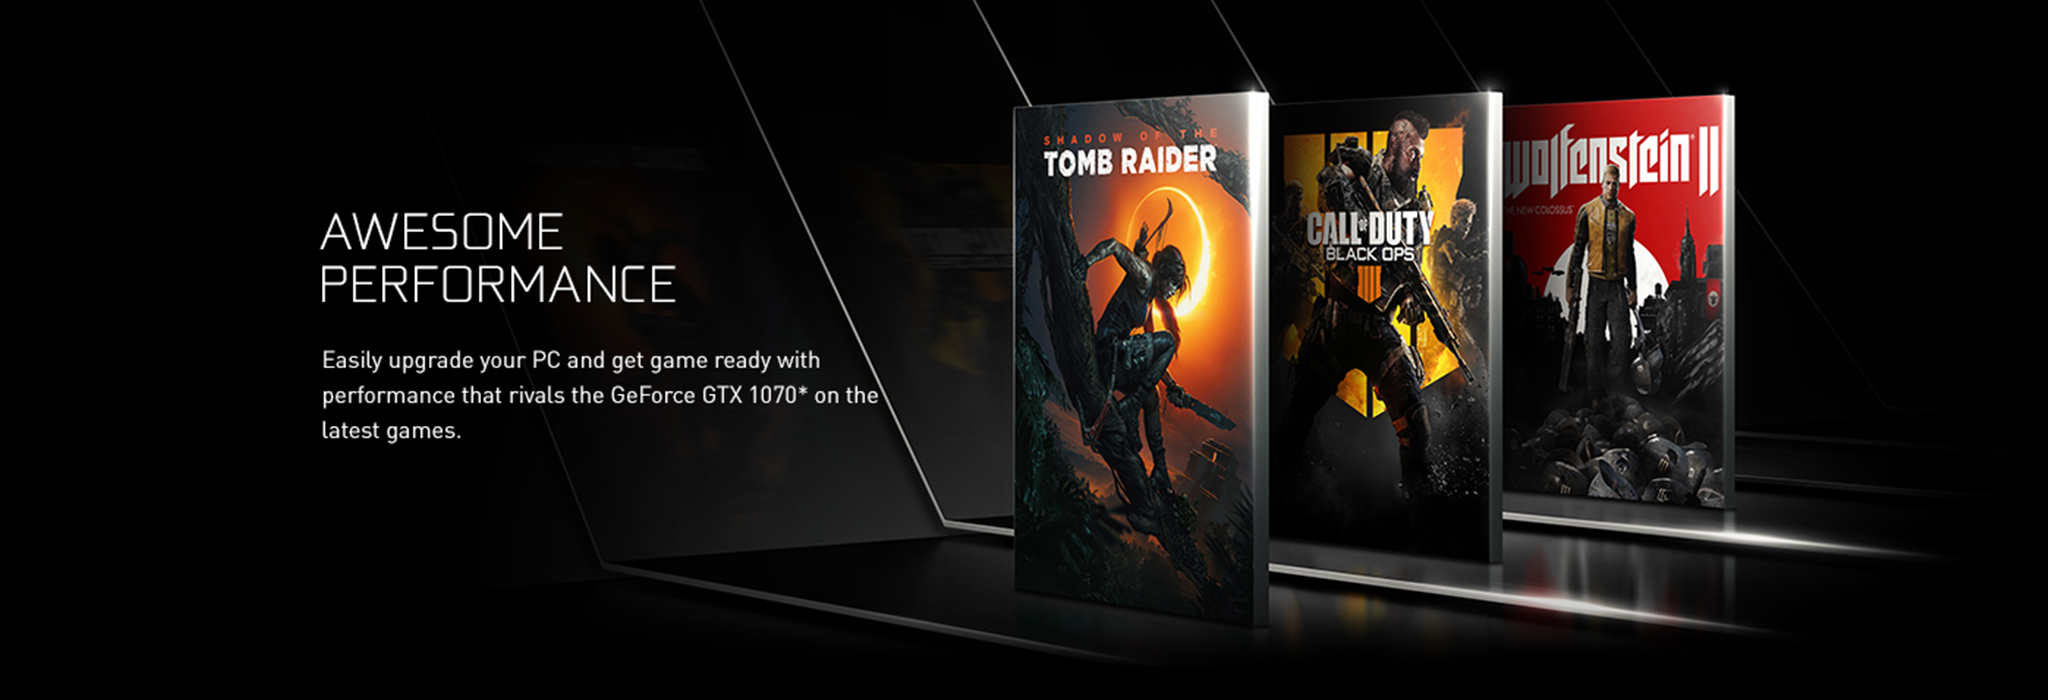 AWESOME
PERFORMANCE
Easily upgrade your PC and get game ready with
performance that rivals the GeForce GTX 1070* on the
latest games.
SHADOW OF THE
TOMB RAIDER
CALL OF DUTY
BLACK OPS
IIII
Wolfenstein II
THE NEW COLOSSUS